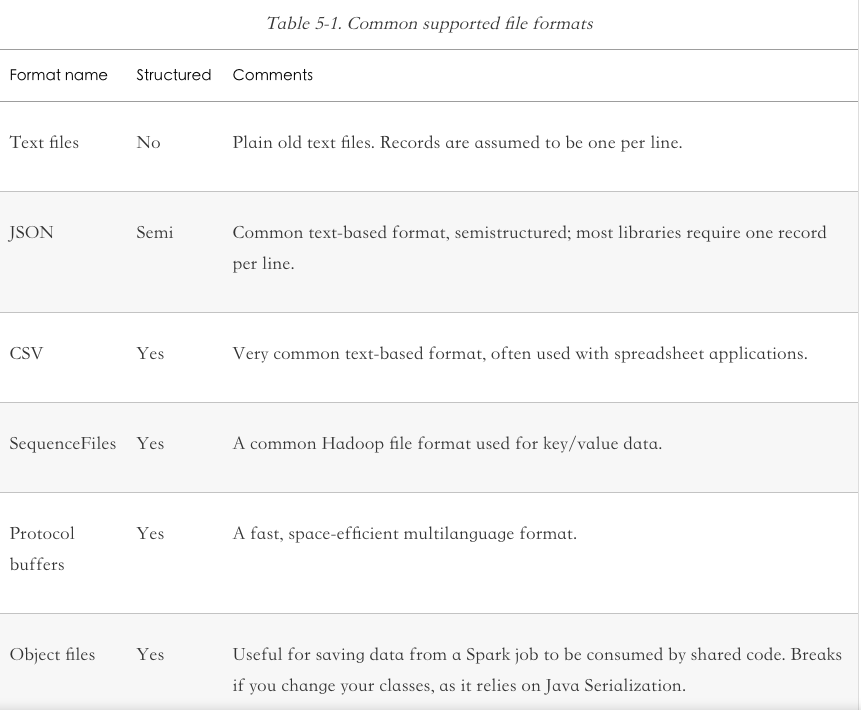 Table 5-1. Common supported file formats
Format name Structured Comments
Text files No Plain old text files. Records are assumed to be one per line.
JSON Semi Common text-based format, semistructured; most libraries require one record
per line.
CSV Yes Very common text-based format, often used with spreadsheet applications.
SequenceFiles Yes A common Hadoop file format used for key/value data.
Protocol Yes A fast, space-efficient multilanguage format.
buffers
Object files Yes Useful for saving data from a Spark job to be consumed by shared code. Breaks
if you change your classes, as it relies on Java Serialization.